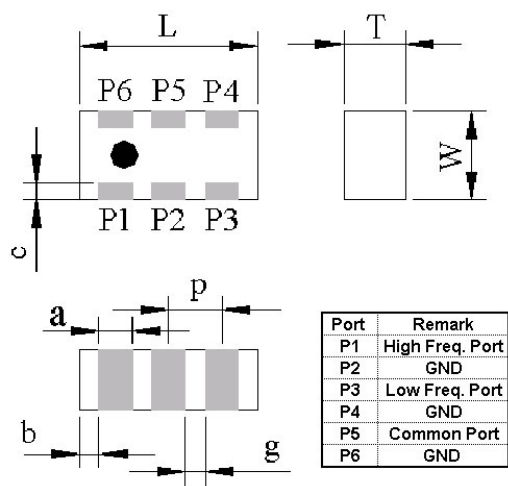 L
T
P6 P5 P4
W
P1 P2 P3
c
a
p
b
g
Port Remark
P1 High Freq. Port
P2 GND
P3 Low Freq. Port
P4 GND
P5 Common Port
P6 GND